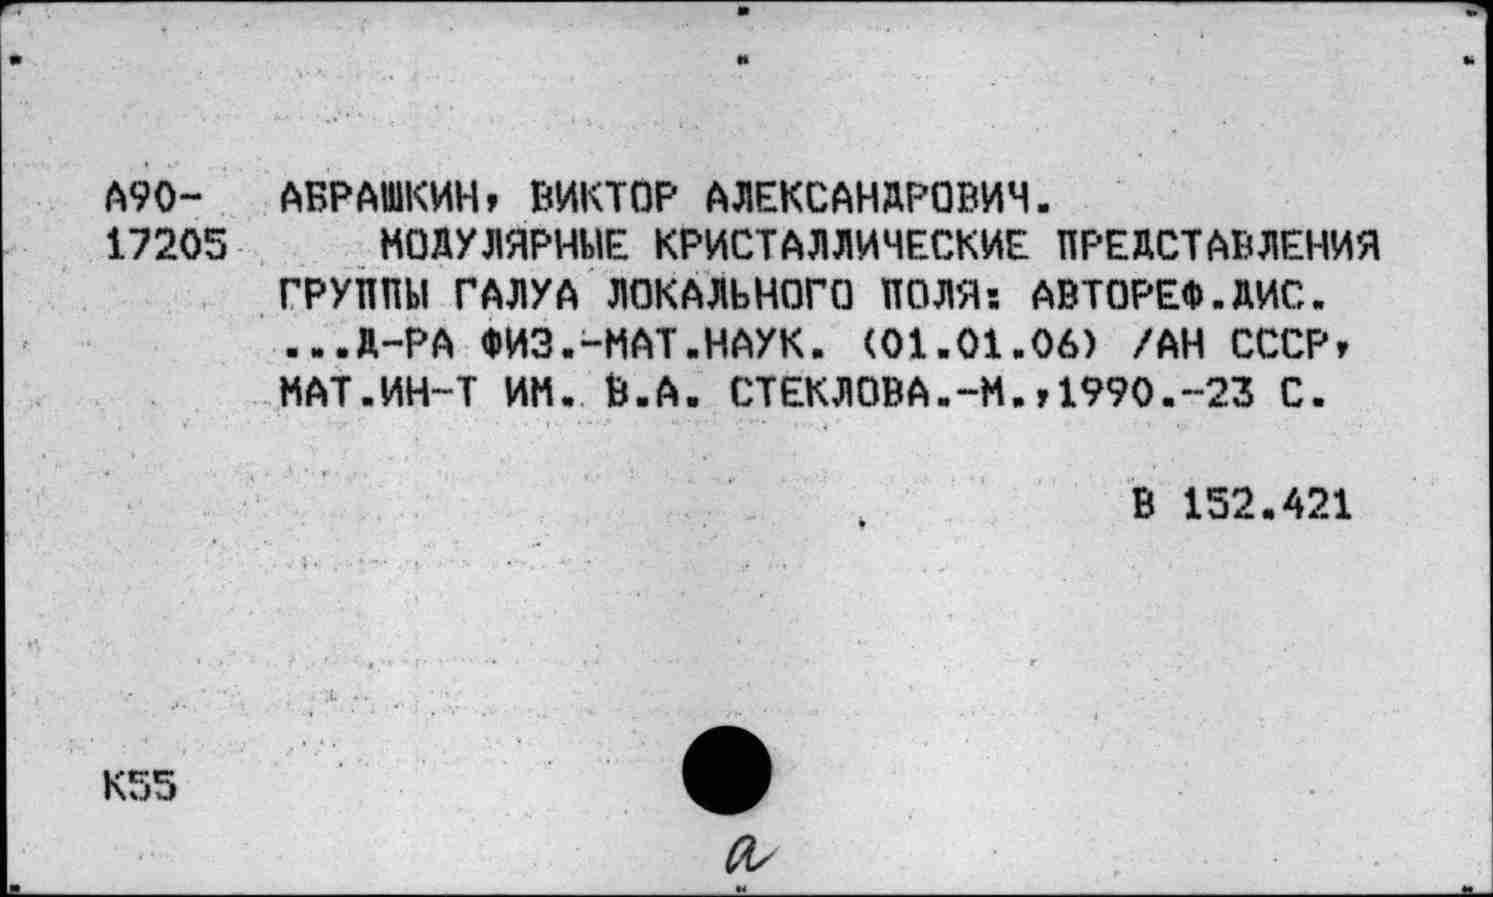 А90- АБРАШКИН, ВИКТОР АЛЕКСАНДРОВИЧ.
17205 МОДУЛЯРНЫЕ КРИСТАЛЛИЧЕСКИЕ ПРЕДСТАВЛЕНИЯ
ГРУППЫ ГАЛУА ЛОКАЛЬНОГО ПОЛЯ: АВТОРЕФ.ДИС.
...Д-РА ФИЗ.-МАТ.НАУК. (01.01.06) /АН СССР,
МАТ.ИН-Т ИМ. В.А. СТЕКЛОВА.-М.,1990.-23 С.
В 152.421
К55
а